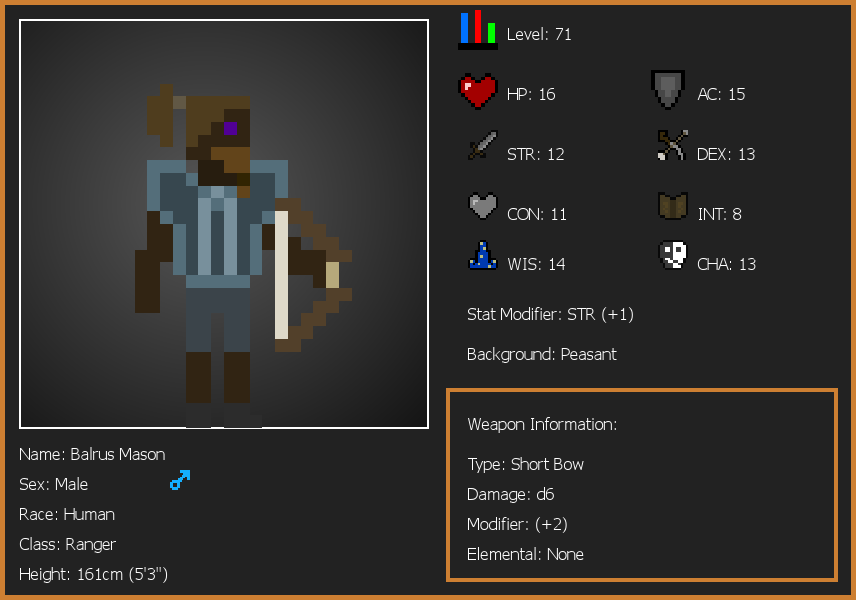 Level: 71
HP: 16
AC: 15
STR: 12
DEX: 13
CON: 11
INT: 8
WIS: 14
CHA: 13
Stat Modifier: STR (+1)
Background: Peasant
Weapon Information:
Type: Short Bow
Damage: d6
Modifier: (+2)
Elemental: None
Name: Balrus Mason
Sex: Male
Race: Human
Class: Ranger
Height: 161cm (5'3")